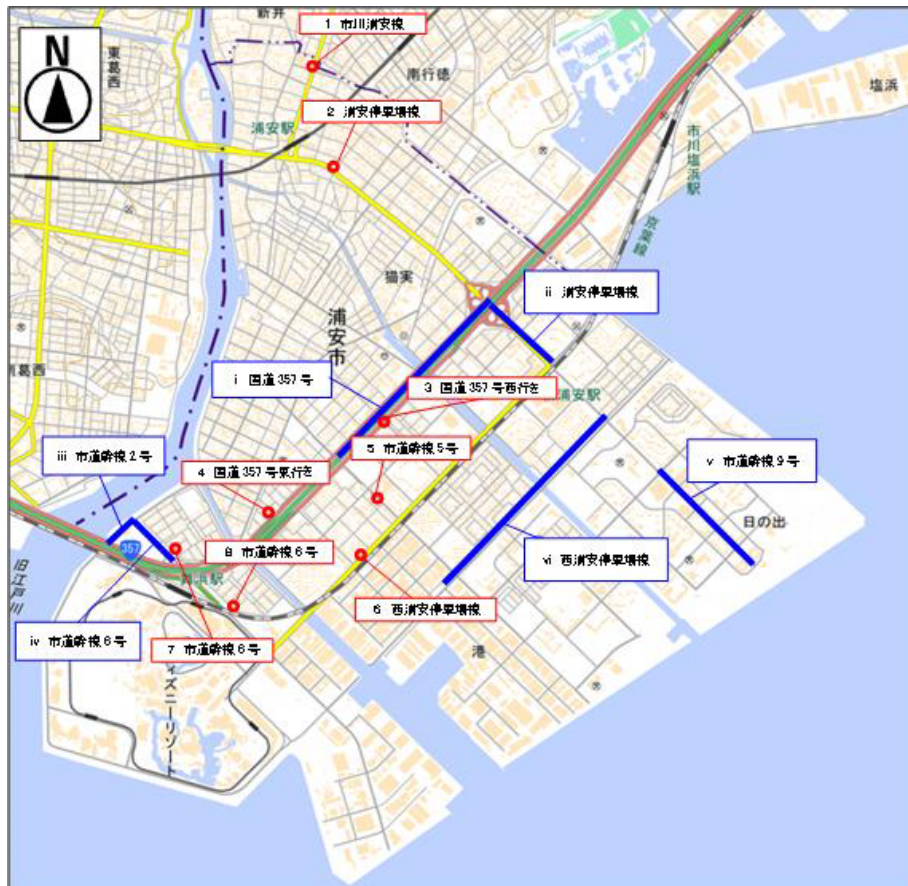 新井
1 市川浦安線
N
東葛西
南行徳
塩浜
2 浦安停車場線
浦安駅
市川塩浜駅
京葉線
猫実
ii 浦安停車場線
浦安市
i 国道357号
3 国道357号西行き
浦安駅
iii 市道幹線2号
5 市道幹線5号
v 市道幹線9号
4 国道357号東行き
日の出
8 市道幹線6号
vi 西浦安停車場線
357
旧江戸川
6 西浦安停車場線
iv 市道幹線6号
7 市道幹線6号
港
ィズニーリゾート